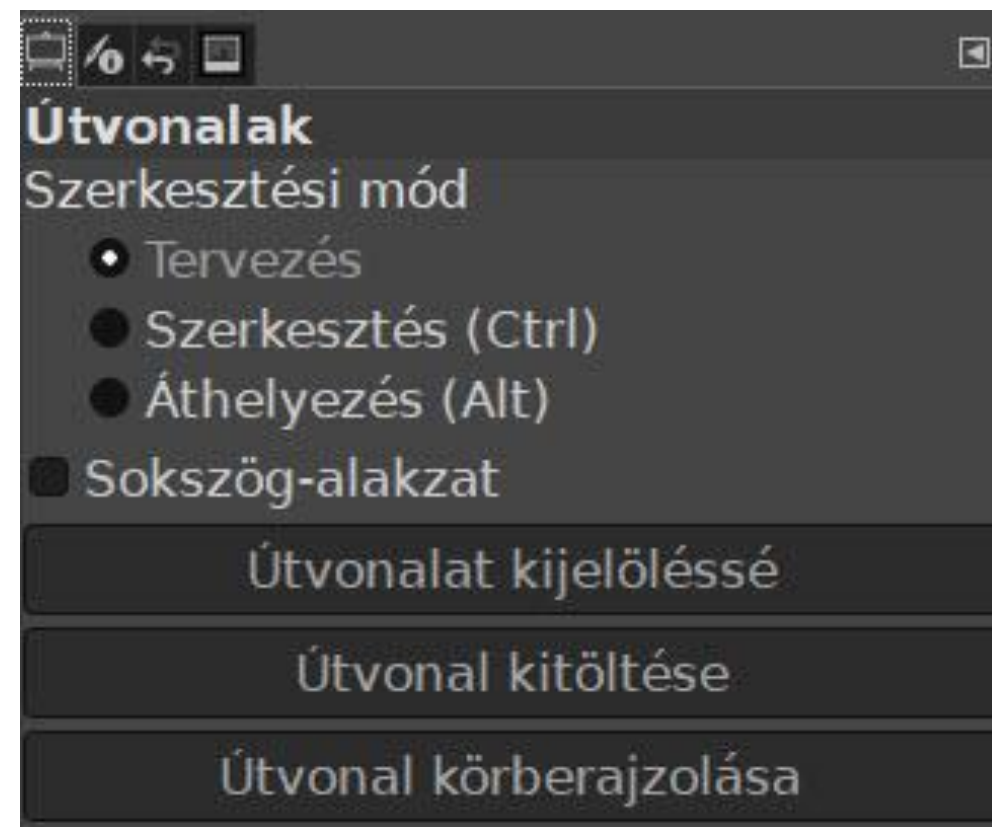 Útvonalak
Szerkesztési mód
Tervezés
Szerkesztés (Ctrl)
Áthelyezés (Alt)
Sokszög-alakzat
Útvonalat kijelöléssé
Útvonal kitöltése
Útvonal körberajzolása